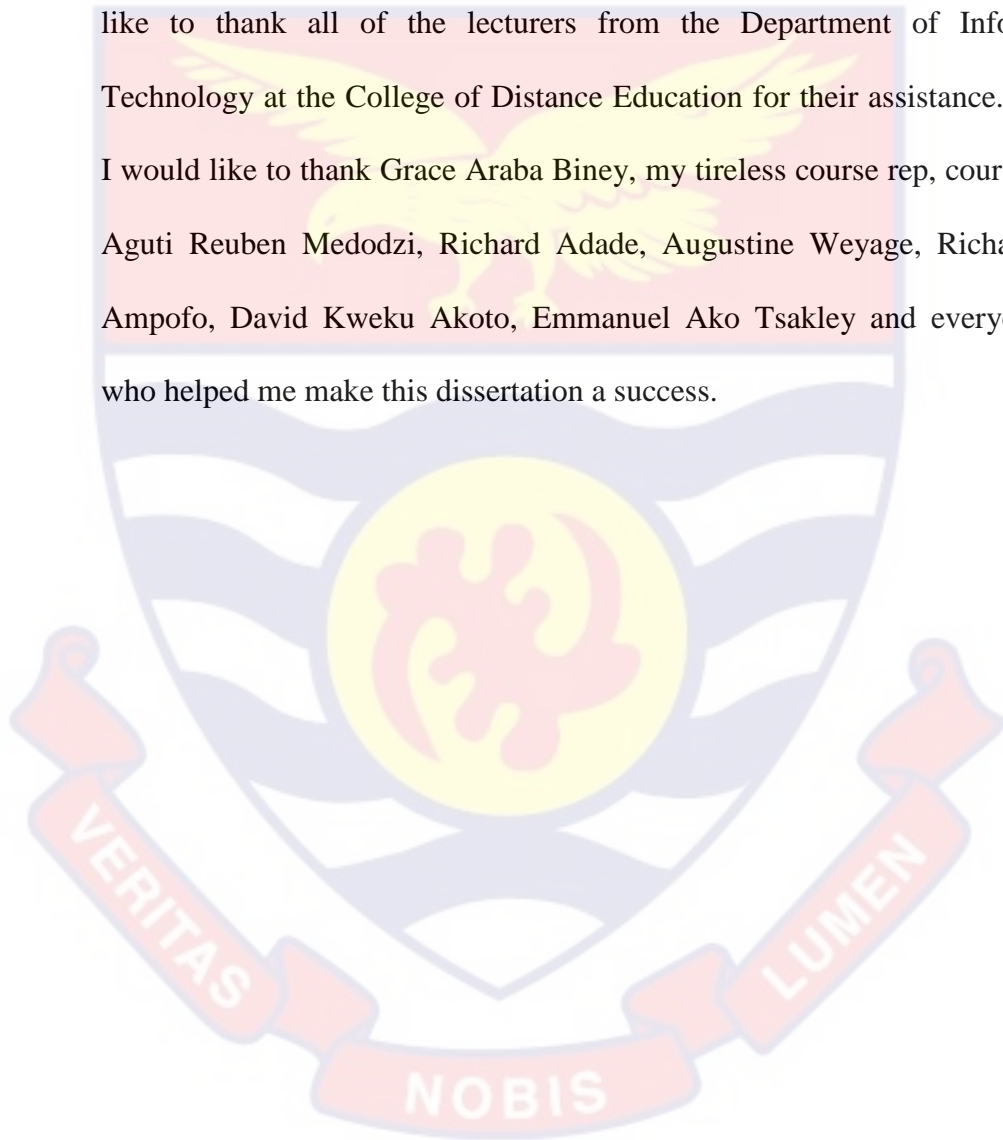 like to thank all of the lecturers from the Department of Info
Technology at the College of Distance Education for their assistance.
I would like to thank Grace Araba Biney, my tireless course rep, cour
Aguti Reuben Medodzi, Richard Adade, Augustine Weyage, Richa
Ampofo, David Kweku Akoto, Emmanuel Ako Tsakley and every
who helped me make this dissertation a success.
VERITAS
NOBIS
LUMEN